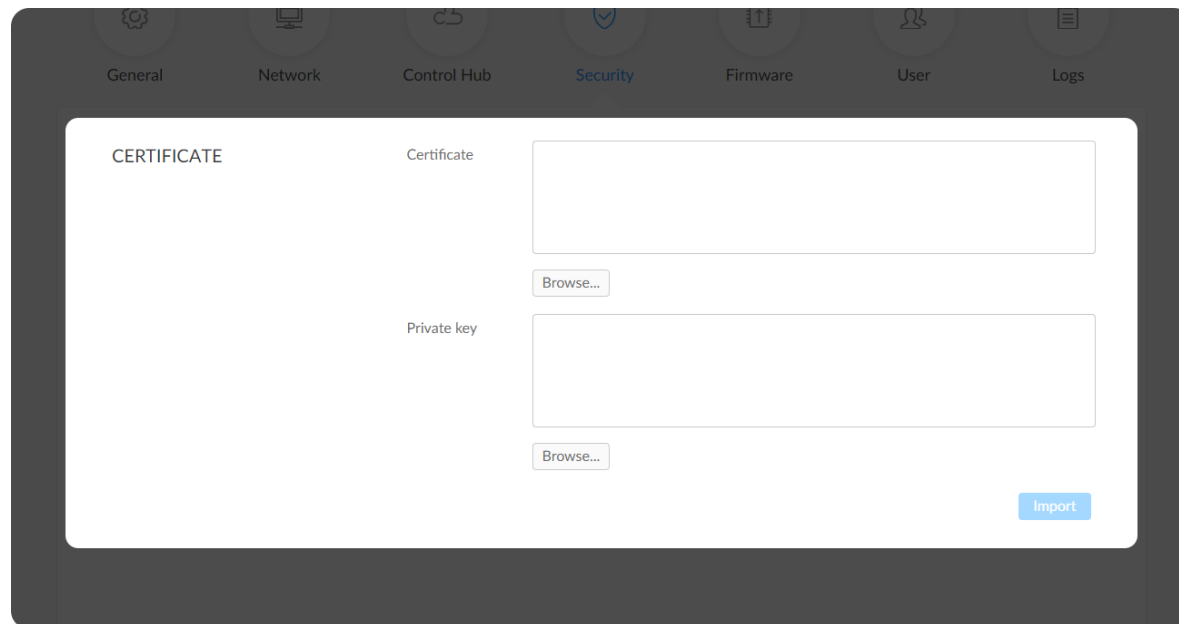 General Network Control Hub Security Firmware User Logs
CERTIFICATE Certificate
Browse...
Private key
Browse...
Import